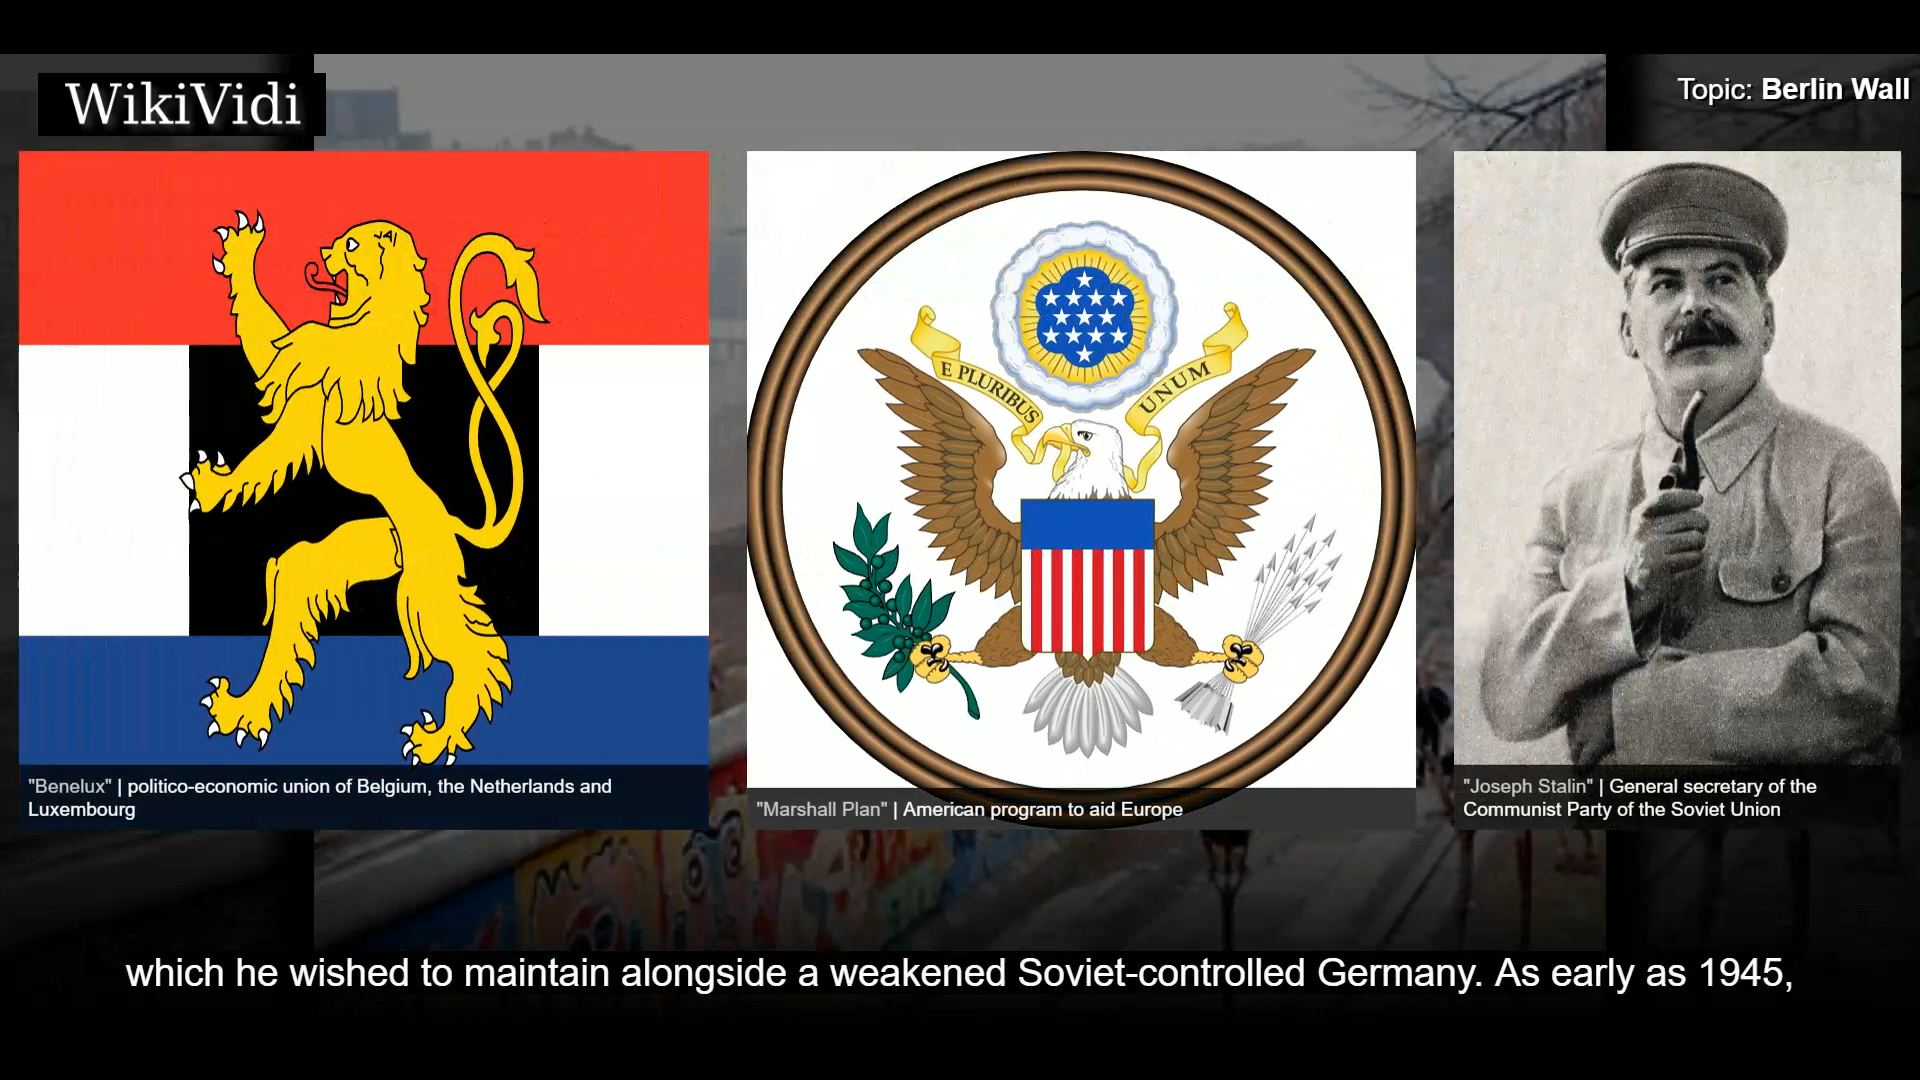 WikiVidi
Topic: Berlin Wall
E PLURIBUS UNUM
"Benelux" | politico-economic union of Belgium, the Netherlands and
Luxembourg
"Marshall Plan" | American program to aid Europe
"Joseph Stalin" | General secretary of the
Communist Party of the Soviet Union
which he wished to maintain alongside a weakened Soviet-controlled Germany. As early as 1945,